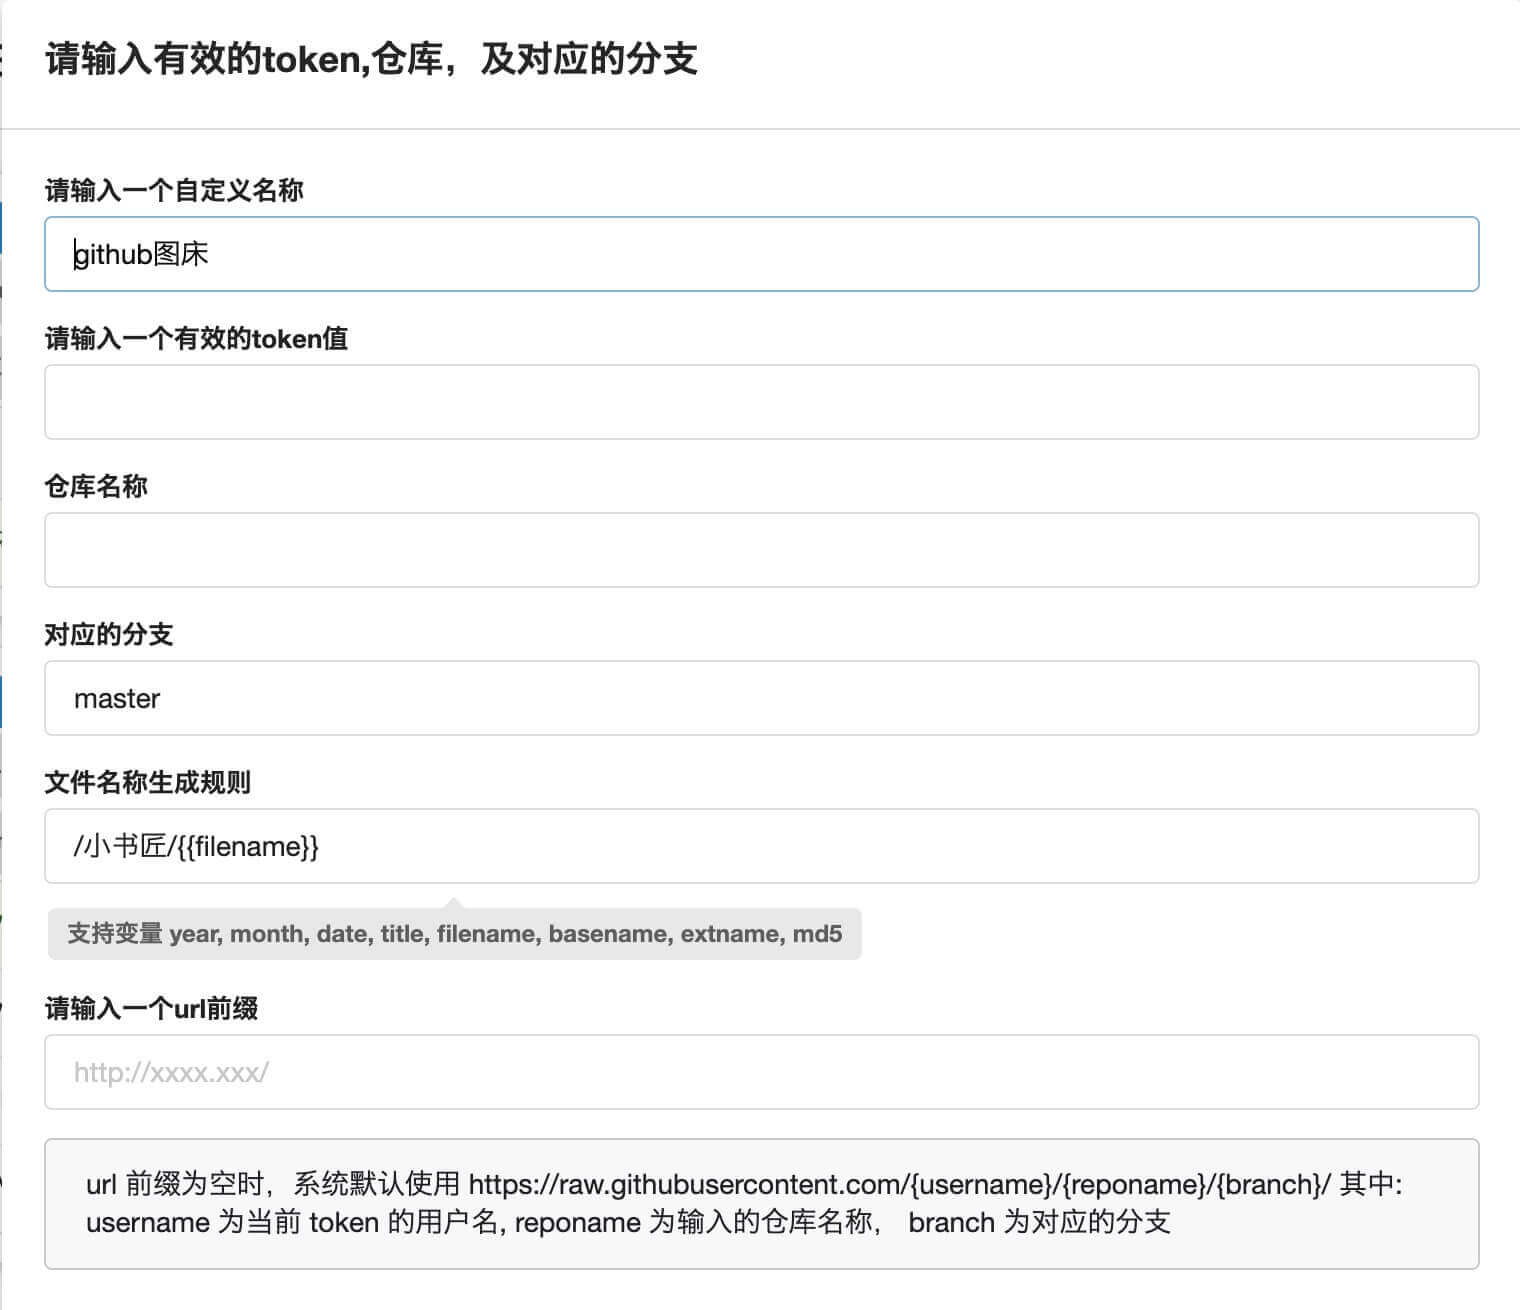 请输入有效的token,仓库，及对应的分支
请输入一个自定义名称
github图床
请输入一个有效的token值
仓库名称
对应的分支
master
文件名称生成规则
/小书匠/{{filename}}
支持变量 year, month, date, title, filename, basename, extname, md5
请输入一个url前缀
http://xxxx.xxx/
url 前缀为空时，系统默认使用 https://raw.githubusercontent.com/{username}/{reponame}/{branch}/ 其中:
username 为当前 token 的用户名, reponame 为输入的仓库名称， branch 为对应的分支